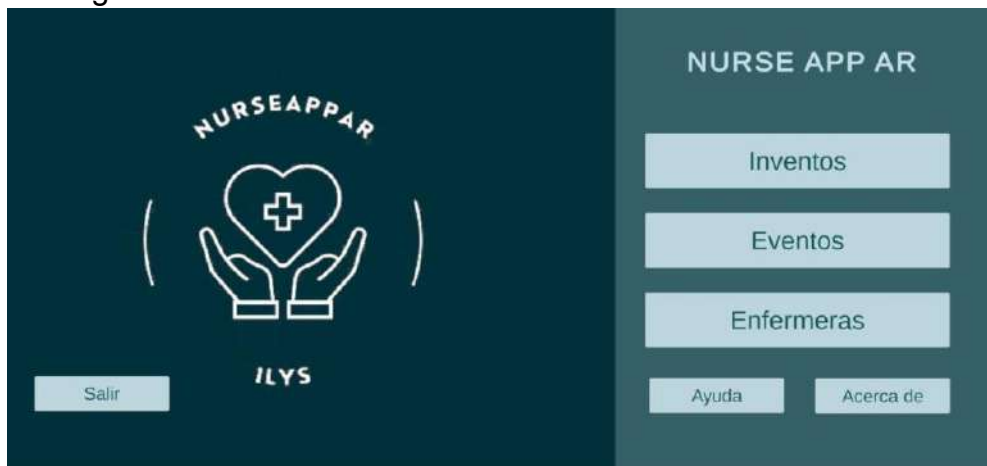 NURSEAPPAR
ILYS
Salir
NURSE APP AR
Inventos
Eventos
Enfermeras
Ayuda
Acerca de